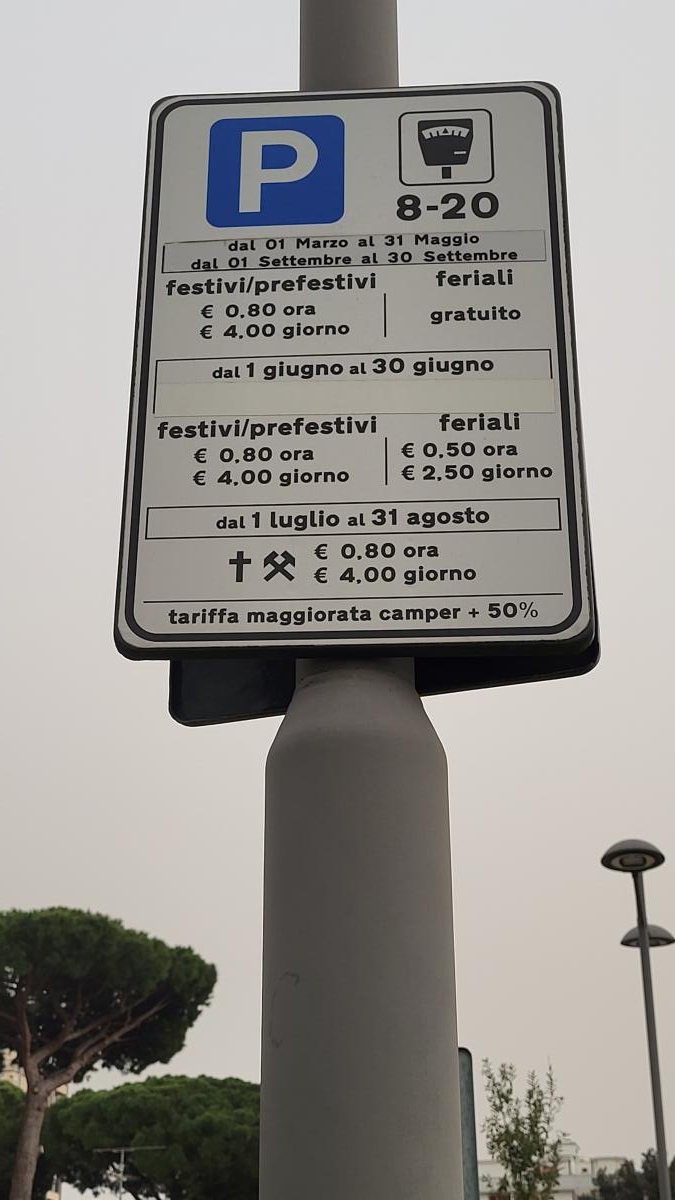 P
8-20
dal 01 Marzo al 31 Maggio
dal 01 Settembre al 30 Settembre
festivi/prefestivi feriali
€ 0,80 ora
€ 4,00 giorno
gratuito
dal 1 giugno al 30 giugno
festivi/prefestivi feriali
€ 0,80 ora € 0,50 ora
€ 4,00 giorno € 2,50 giorno
dal 1 luglio al 31 agosto
€ 0,80 ora
€ 4,00 giorno
tariffa maggiorata camper + 50%